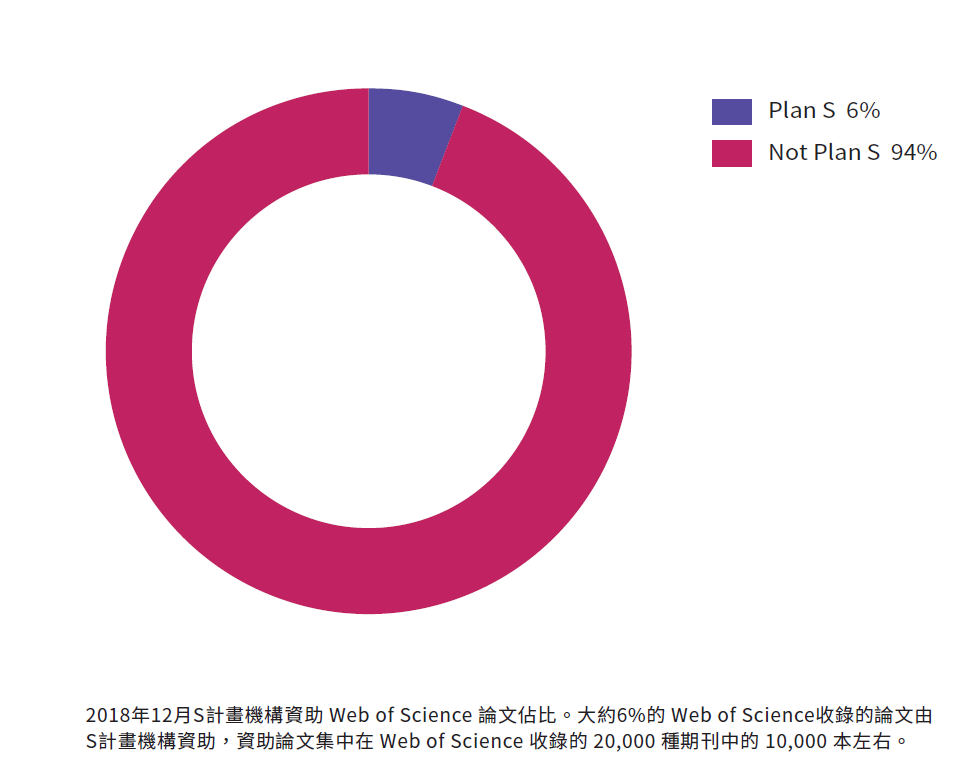 Plan S 6%
Not Plan S 94%
2018年12月S計畫機構資助 Web of Science 論文佔比。大約6%的 Web of Science收錄的論文由
S計畫機構資助，資助論文集中在 Web of Science 收錄的 20,000 種期刊中的 10,000 本左右。